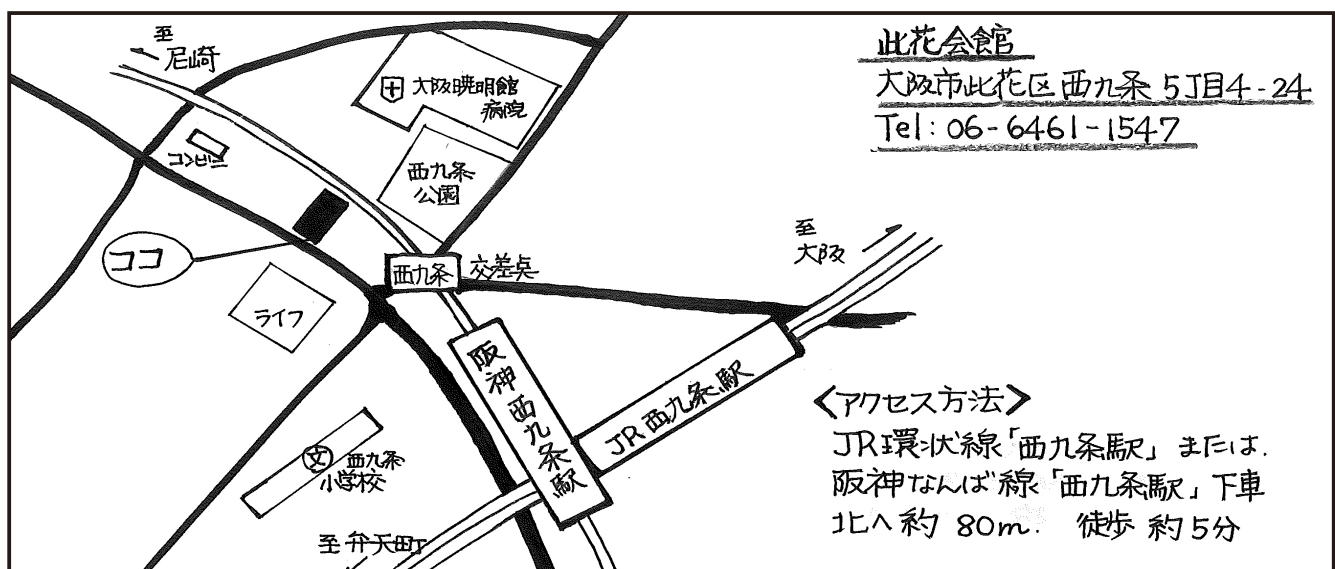 至
尼崎
大阪暁明館
病院
コンビニ
西九条
公園
ココ
西九条 交差点
ライフ
至
大阪
阪神西九条駅
JR西九条駅
文 西九条
小学校
至 弁天町
此花会館
大阪市此花区西九条5丁目4-24
Tel:06-6461-1547
〈アクセス方法〉
JR環状線「西九条駅」または.
阪神なんば線「西九条駅」下車
北へ約 80m. 徒歩 約5分